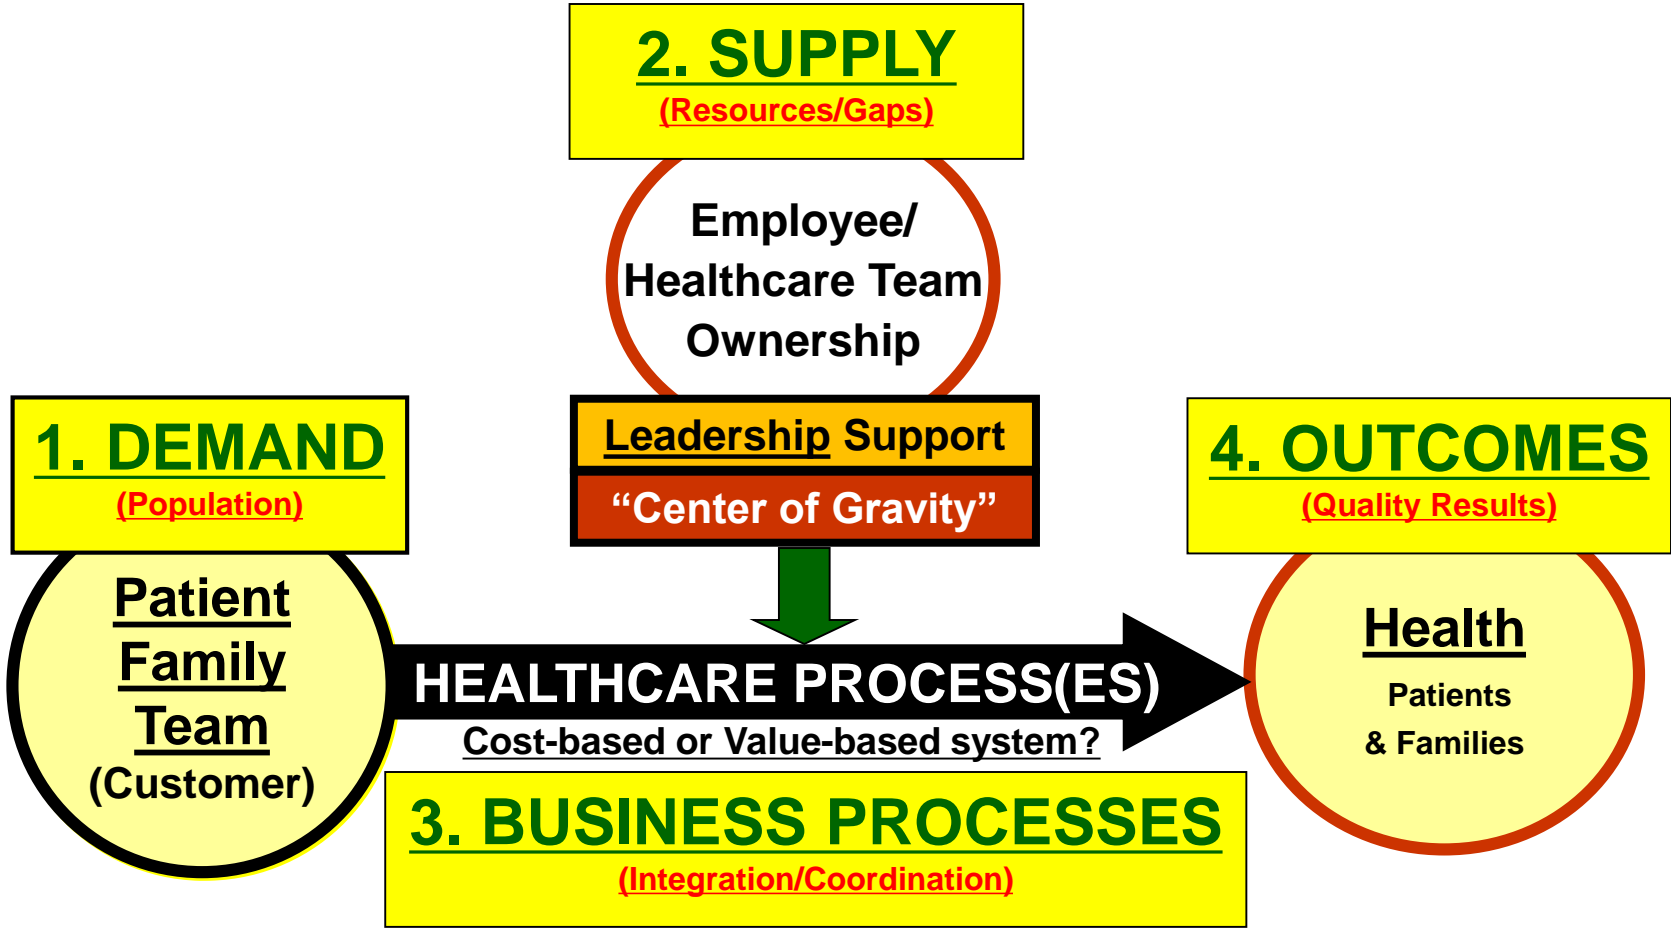 2. SUPPLY
(Resources/Gaps)
Employee/
Healthcare Team
Ownership
Leadership Support
“Center of Gravity”
1. DEMAND
(Population)
Patient
Family
Team
(Customer)
HEALTHCARE PROCESS(ES)
Cost-based or Value-based system?
3. BUSINESS PROCESSES
(Integration/Coordination)
4. OUTCOMES
(Quality Results)
Health
Patients
& Families